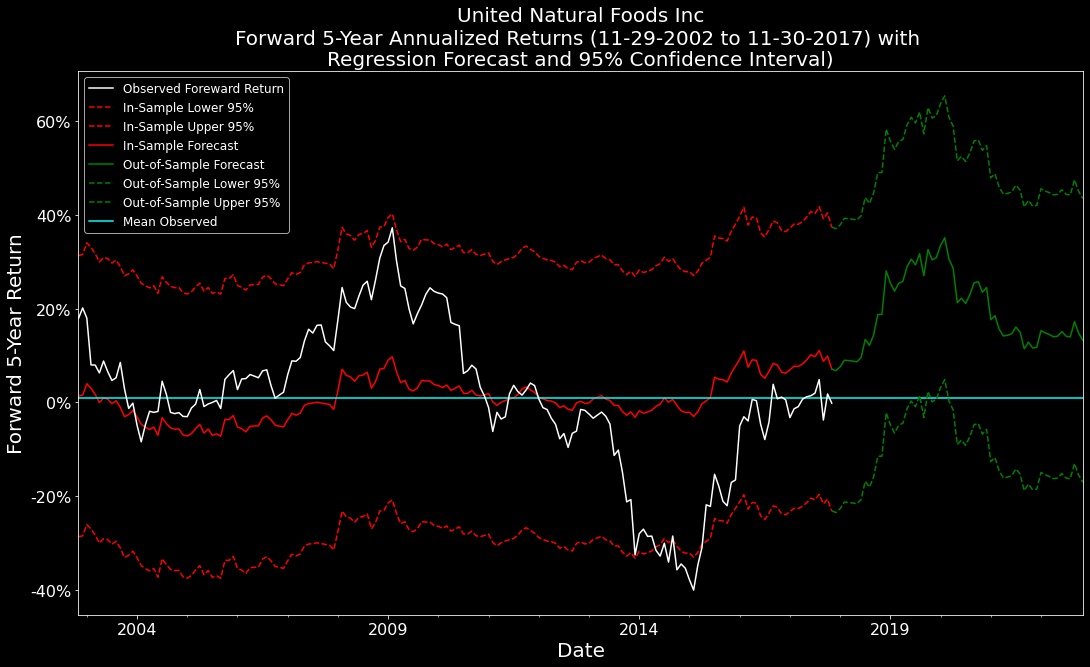 United Natural Foods Inc
Forward 5-Year Annualized Returns (11-29-2002 to 11-30-2017) with
Regression Forecast and 95% Confidence Interval)
Observed Foreward Return
In-Sample Lower 95%
In-Sample Upper 95%
In-Sample Forecast
Out-of-Sample Forecast
Out-of-Sample Lower 95%
Out-of-Sample Upper 95%
Mean Observed
Forward 5-Year Return
60%
40%
20%
0%
-20%
-40%
2004
2009
2014
2019
Date